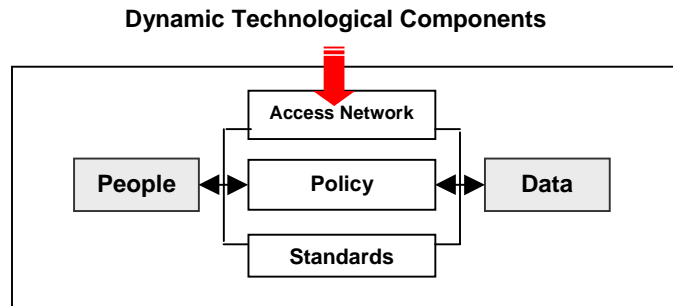 Dynamic Technological Components
Access Network
People
Policy
Data
Standards